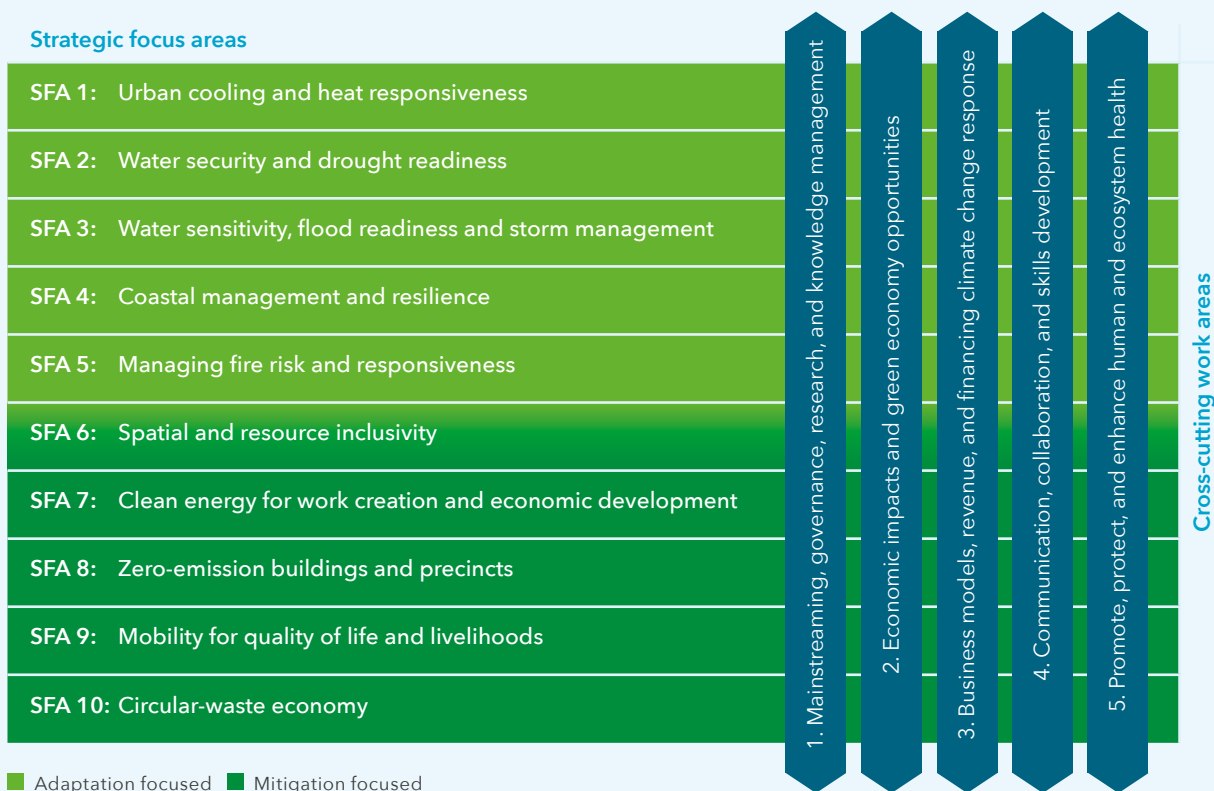 Strategic focus areas
SFA 1: Urban cooling and heat responsiveness
SFA 2: Water security and drought readiness
SFA 3: Water sensitivity, flood readiness and storm management
SFA 4: Coastal management and resilience
SFA 5: Managing fire risk and responsiveness
SFA 6: Spatial and resource inclusivity
SFA 7: Clean energy for work creation and economic development
SFA 8: Zero-emission buildings and precincts
SFA 9: Mobility for quality of life and livelihoods
SFA 10: Circular-waste economy
1. Mainstreaming, governance, research, and knowledge management
2. Economic impacts and green economy opportunities
3. Business models, revenue, and financing climate change response
4. Communication, collaboration, and skills development
5. Promote, protect, and enhance human and ecosystem health
Cross-cutting work areas
Adaptation focused
Mitigation focused